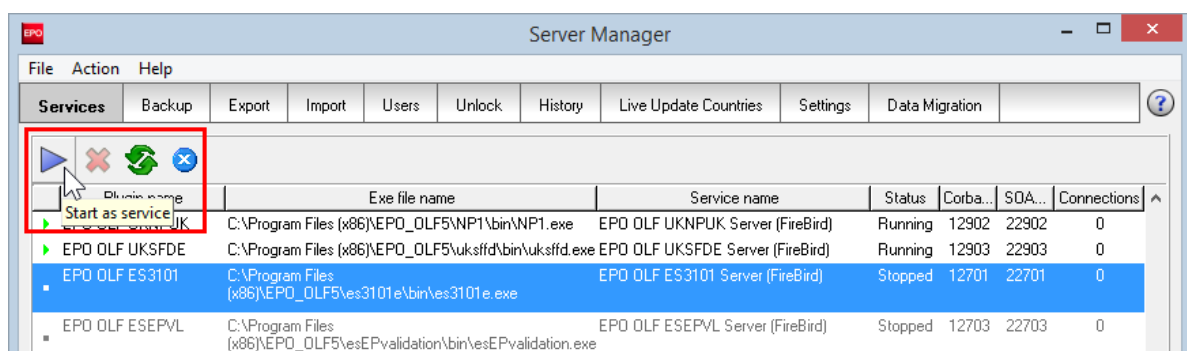 EPO Server Manager
File Action Help
Services Backup Export Import Users Unlock History Live Update Countries Settings Data Migration ?
Plugin name Exe file name Service name Status Corba... SOA... Connections
Start as service
EPO OLF UKNPUK C:\Program Files (x86)\EPO_OLF5\NP1\bin\NP1.exe EPO OLF UKNPUK Server (FireBird) Running 12902 22902 0
EPO OLF UKSFDE C:\Program Files (x86)\EPO_OLF5\uksffd\bin\uksffd.exe EPO OLF UKSFDE Server (FireBird) Running 12903 22903 0
EPO OLF ES3101 C:\Program Files EPO OLF ES3101 Server (FireBird) Stopped 12701 22701 0
(x86)\EPO_OLF5\es3101e\bin\es3101e.exe
EPO OLF ESEPVL C:\Program Files EPO OLF ESEPVL Server (FireBird) Stopped 12703 22703 0
(x86)\EPO_OLF5\esEPvalidation\bin\esEPvalidation.exe